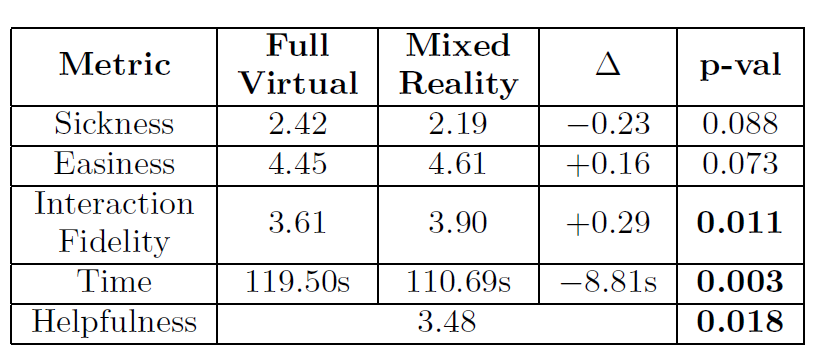 Metric Full Virtual Mixed Reality Δ p-val
Sickness 2.42 2.19 −0.23 0.088
Easiness 4.45 4.61 +0.16 0.073
Interaction Fidelity 3.61 3.90 +0.29 0.011
Time 119.50s 110.69s −8.81s 0.003
Helpfulness 3.48 0.018